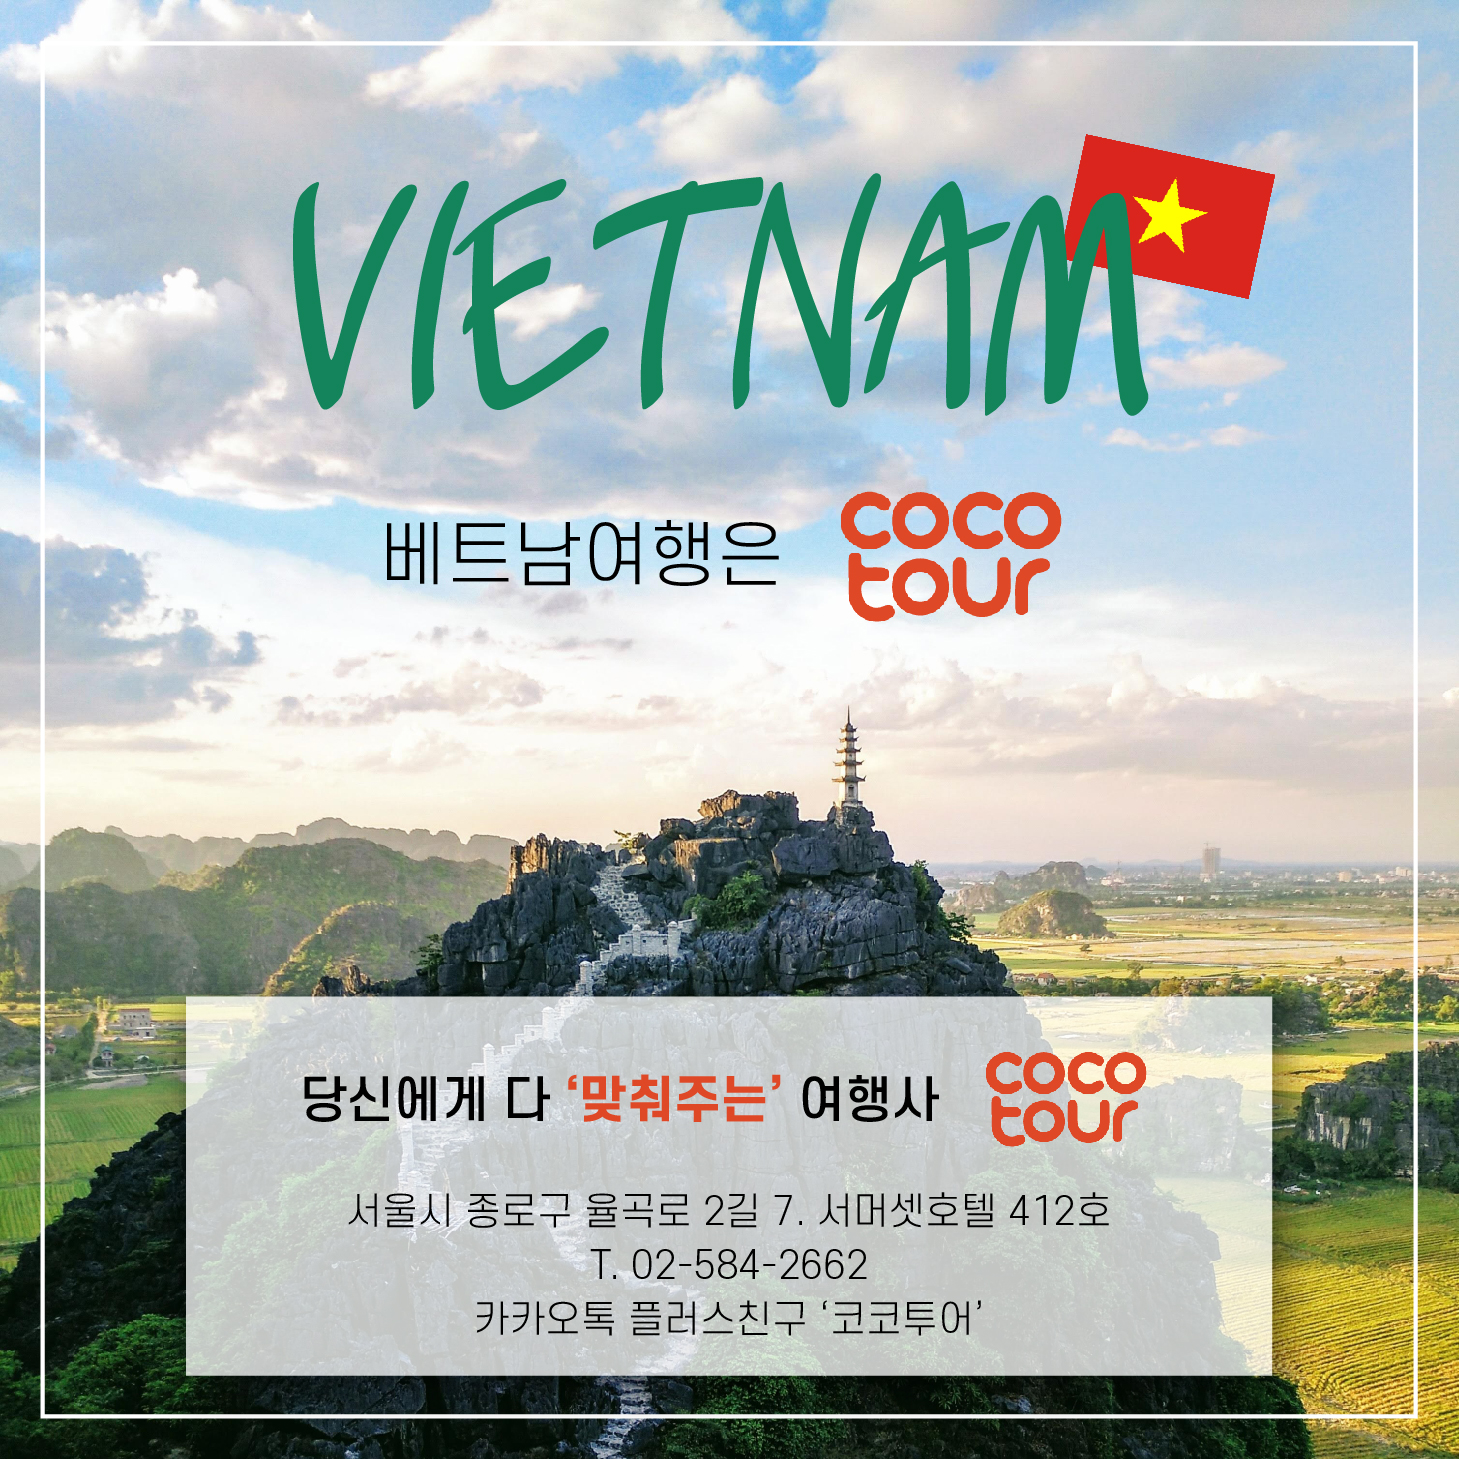 VIETNAM
베트남여행은 coco tour
당신에게 다 ‘맞춰주는’ 여행사 coco tour
서울시 종로구 율곡로 2길 7. 서머셋호텔 412호
T. 02-584-2662
카카오톡 플러스친구 ‘코코투어’